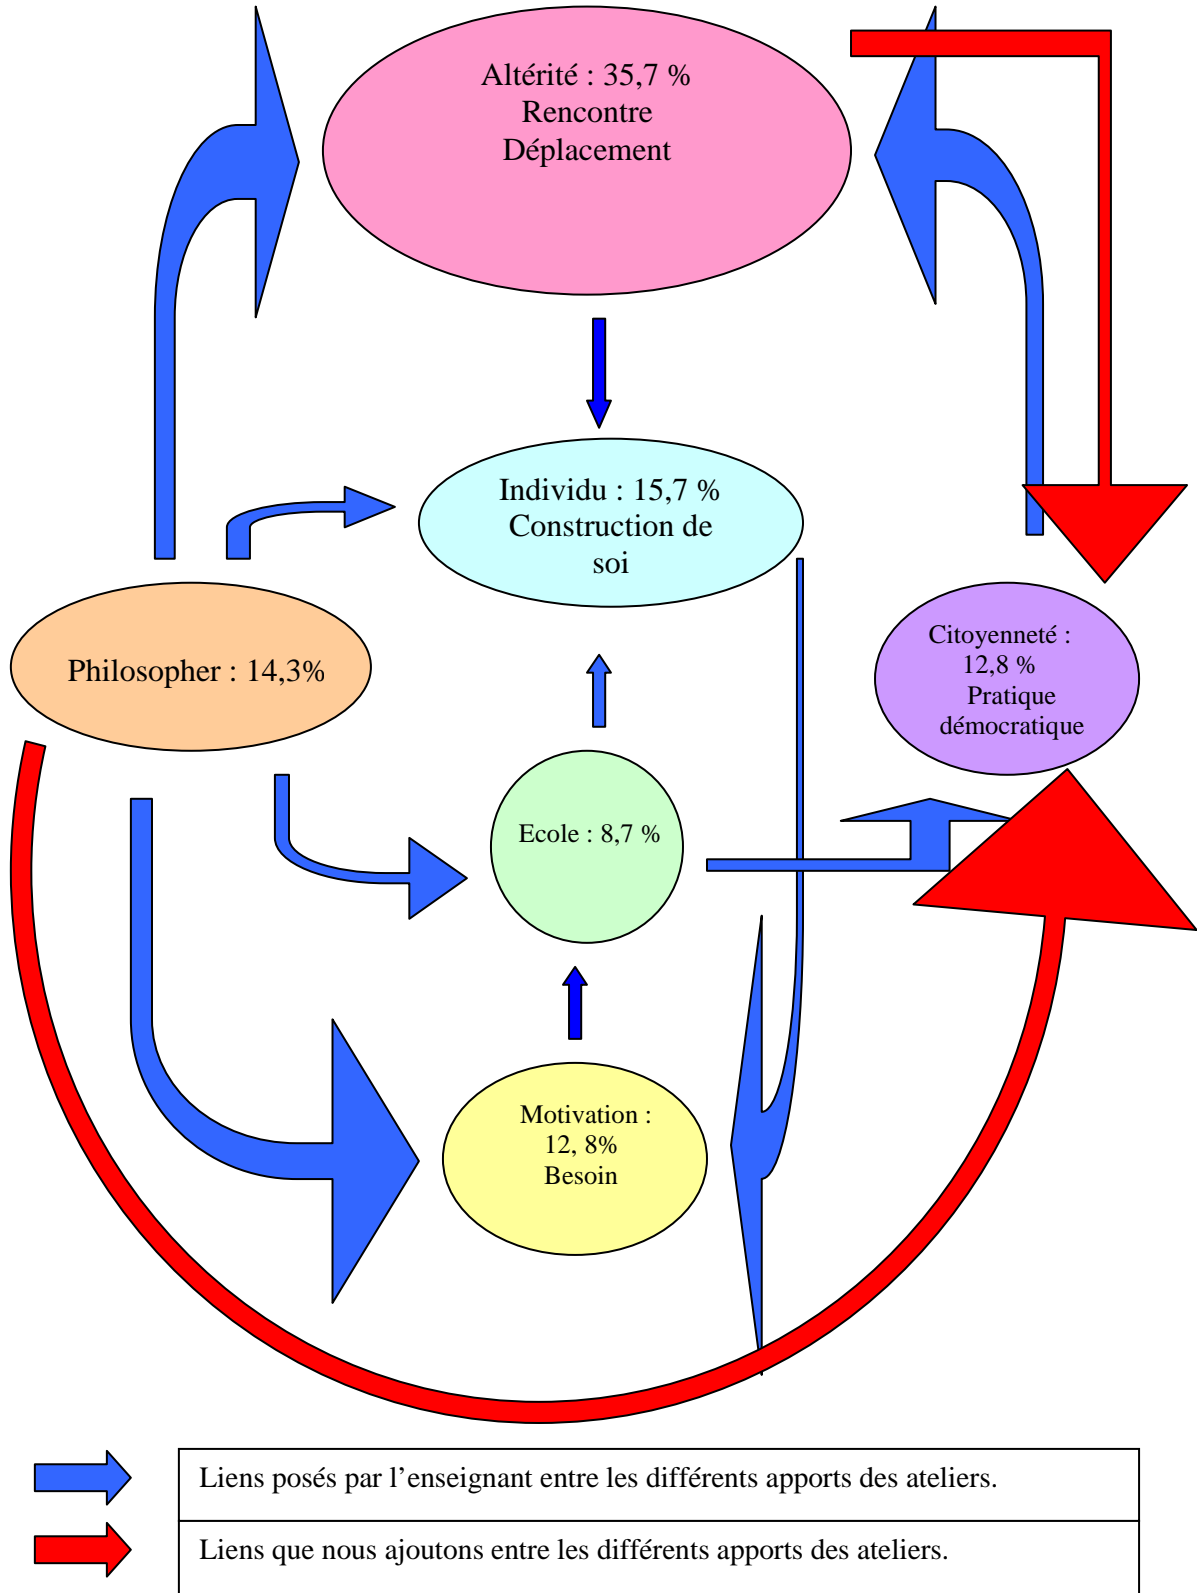 Altérité : 35,7 %
Rencontre
Déplacement
Individu : 15,7 %
Construction de
soi
Philosopher : 14,3%
Citoyenneté :
12,8 %
Pratique
démocratique
Ecole : 8,7 %
Motivation :
12, 8%
Besoin
Liens posés par l’enseignant entre les différents apports des ateliers.
Liens que nous ajoutons entre les différents apports des ateliers.